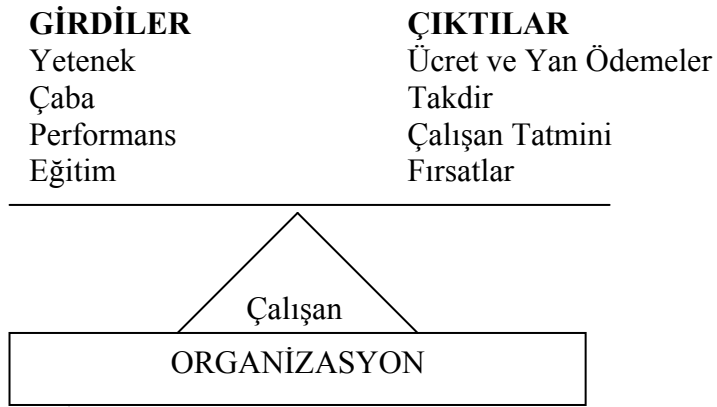 GİRDİLER ÇIKTILAR
Yetenek Ücret ve Yan Ödemeler
Çaba Takdir
Performans Çalışan Tatmini
Eğitim Fırsatlar
Çalışan
ORGANİZASYON